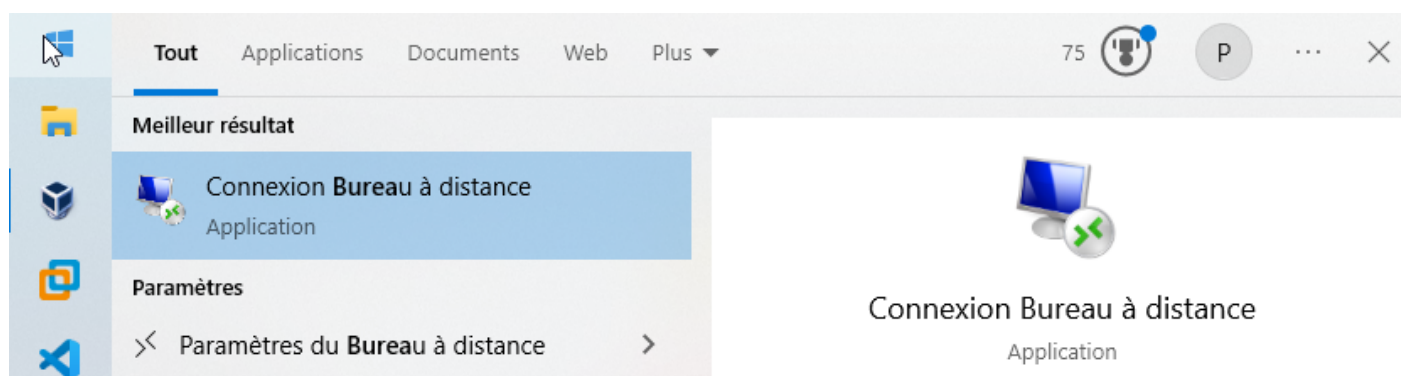 Tout Applications Documents Web Plus 75 P ...
Meilleur résultat
Connexion Bureau à distance
Application
Paramètres
Paramètres du Bureau à distance
Connexion Bureau à distance
Application